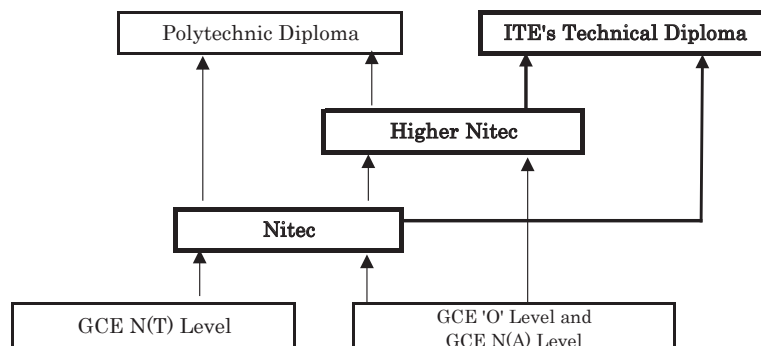 Polytechnic Diploma
ITE's Technical Diploma
Higher Nitec
Nitec
GCE N(T) Level
GCE 'O' Level and
GCE N(A) Level